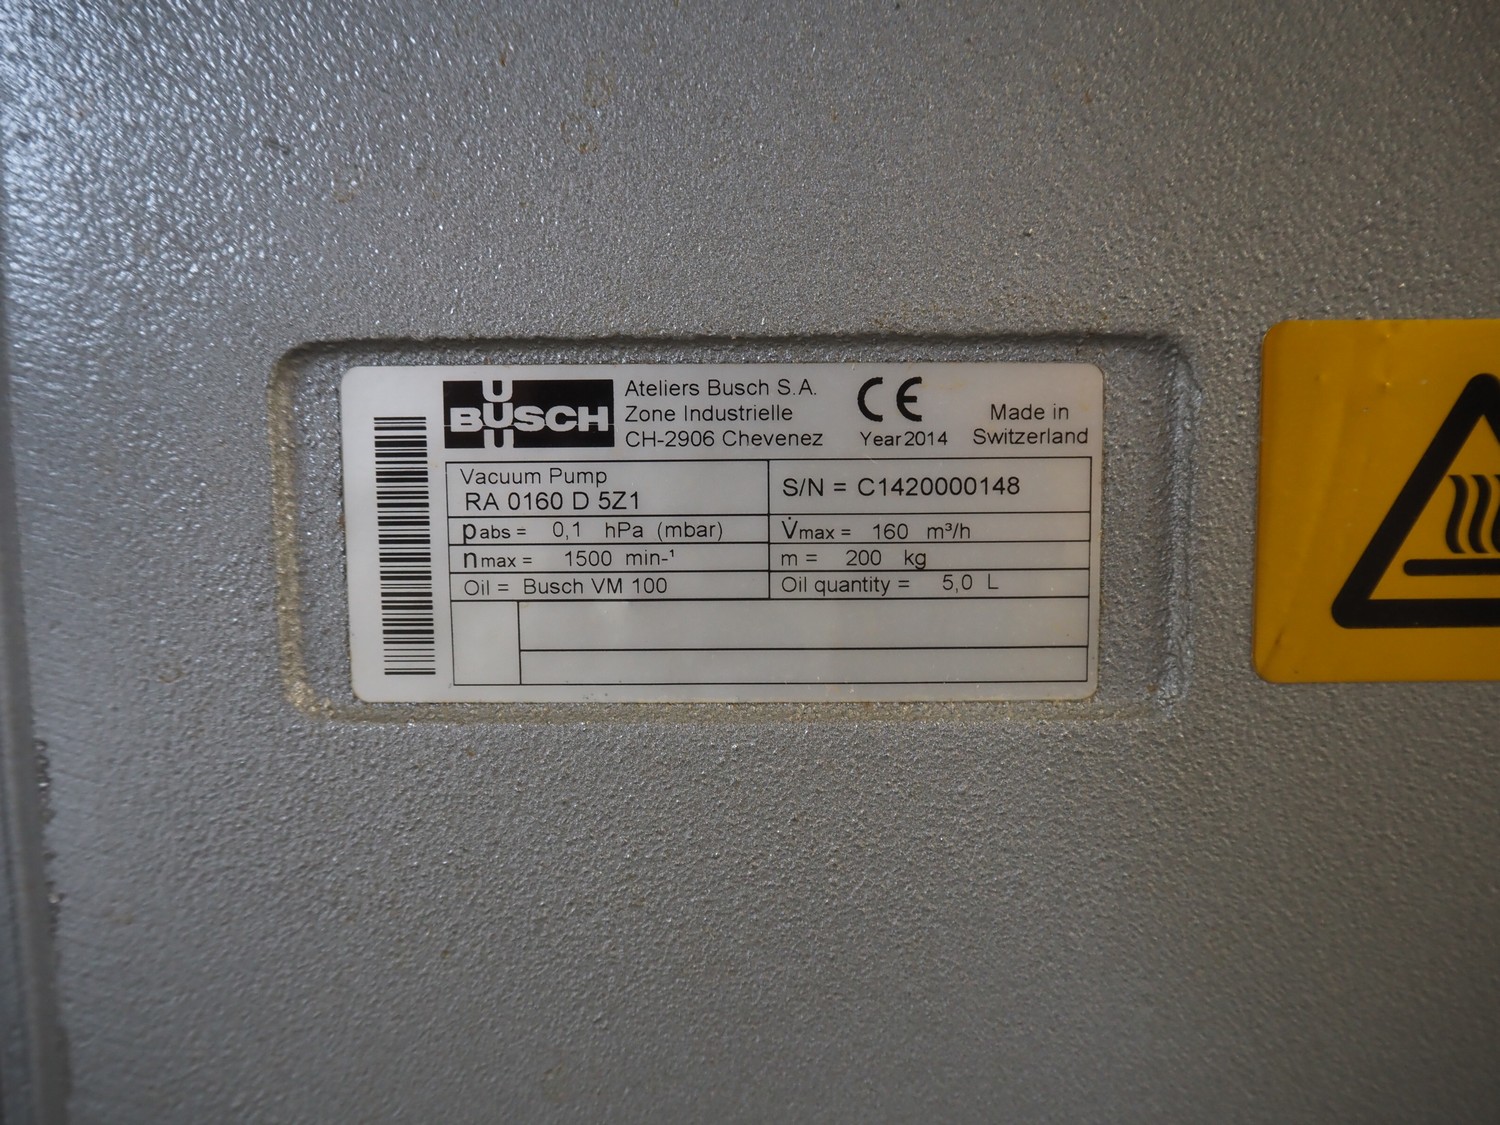 BUSCH
Ateliers Busch S.A.
Zone Industrielle
CH-2906 Chevenez
CE
Year 2014
Made in
Switzerland
Vacuum Pump
RA 0160 D 5Z1
S/N = C1420000148
pabs = 0,1 hPa (mbar)
V̇max = 160 m³/h
nmax = 1500 min-¹
m = 200 kg
Oil = Busch VM 100
Oil quantity = 5,0 L